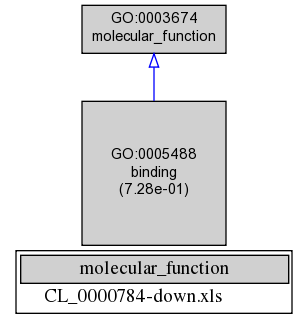 GO:0003674
molecular_function
GO:0005488
binding
(7.28e-01)
molecular_function
CL_0000784-down.xls